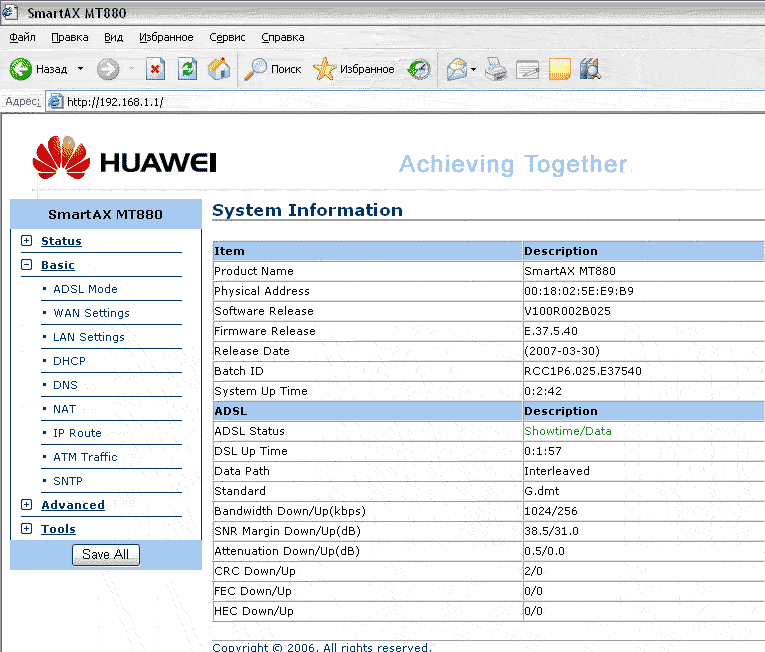 SmartAX MT880
Файл Правка Вид Избранное Сервис Справка
Назад Поиск Избранное
Адрес: http://192.168.1.1/
HUAWEI Achieving Together
SmartAX MT880
Status
Basic
ADSL Mode
WAN Settings
LAN Settings
DHCP
DNS
NAT
IP Route
ATM Traffic
SNTP
Advanced
Tools
Save All
System Information
Item Description
Product Name SmartAX MT880
Physical Address 00:18:02:5E:E9:B9
Software Release V100R002B025
Firmware Release E.37.5.40
Release Date (2007-03-30)
Batch ID RCC1P6.025.E37540
System Up Time 0:2:42
ADSL Description
ADSL Status Showtime/Data
DSL Up Time 0:1:57
Data Path Interleaved
Standard G.dmt
Bandwidth Down/Up(kbps) 1024/256
SNR Margin Down/Up(dB) 38.5/31.0
Attenuation Down/Up(dB) 0.5/0.0
CRC Down/Up 2/0
FEC Down/Up 0/0
HEC Down/Up 0/0
Copyright © 2006. All rights reserved.